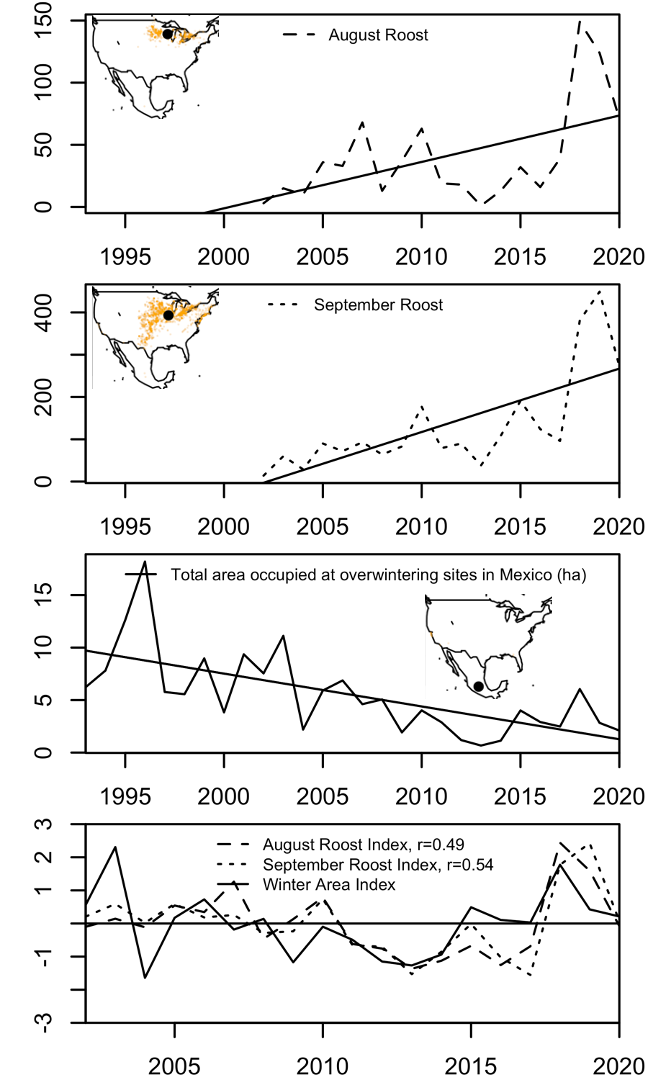 August Roost
150
100
50
0
1995 2000 2005 2010 2015 2020
September Roost
400
200
0
1995 2000 2005 2010 2015 2020
Total area occupied at overwintering sites in Mexico (ha)
15
10
5
0
1995 2000 2005 2010 2015 2020
3
August Roost Index, r=0.49
2
September Roost Index, r=0.54
1
Winter Area Index
-1
-3
2005 2010 2015 2020